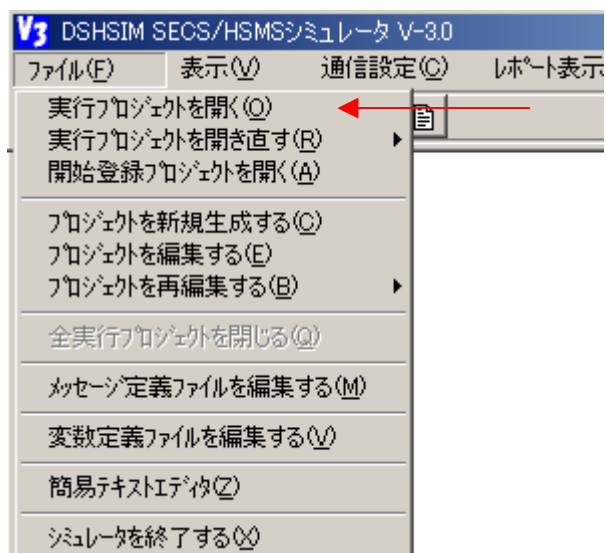 V3 DSHSIM SECS/HSMSシミュレータ V-3.0
ファイル(F) 表示(V) 通信設定(C) レポート表示
実行プロジェクトを開く(O)
実行プロジェクトを開き直す(R)
開始登録プロジェクトを開く(A)
プロジェクトを新規生成する(C)
プロジェクトを編集する(E)
プロジェクトを再編集する(B)
全実行プロジェクトを閉じる(Q)
メッセージ定義ファイルを編集する(M)
変数定義ファイルを編集する(V)
簡易テキストエディタ(Z)
シミュレータを終了する(X)